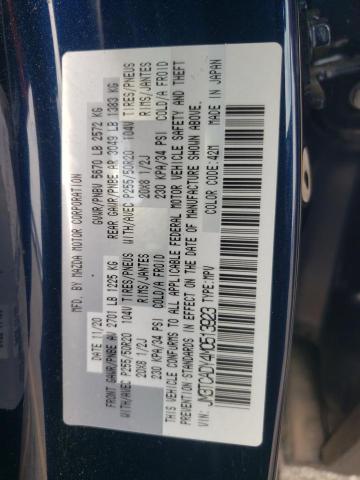 MFD. BY MAZDA MOTOR CORPORATION
GVWR/PNBV 5670 LB 2572 KG
DATE 11/20
FRONT GAWR/PNBE AV 2701 LB 1225 KG
REAR GAWR/PNBE AR 3049 LB 1383 KG
WITH/AVEC P255/50R20 104V TIRES/PNEUS
WITH/AVEC P255/50R20 104V TIRES/PNEUS
20X8 1/2J RIMS/JANTES
20X8 1/2J RIMS/JANTES
230 KPA/34 PSI COLD/A FROID
230 KPA/34 PSI COLD/A FROID
THIS VEHICLE CONFORMS TO ALL APPLICABLE FEDERAL MOTOR VEHICLE SAFETY AND THEFT PREVENTION
STANDARDS IN EFFECT ON THE DATE OF MANUFACTURE SHOWN ABOVE.
VIN: TYPE:MPV
COLOR CODE:42M MADE IN JAPAN